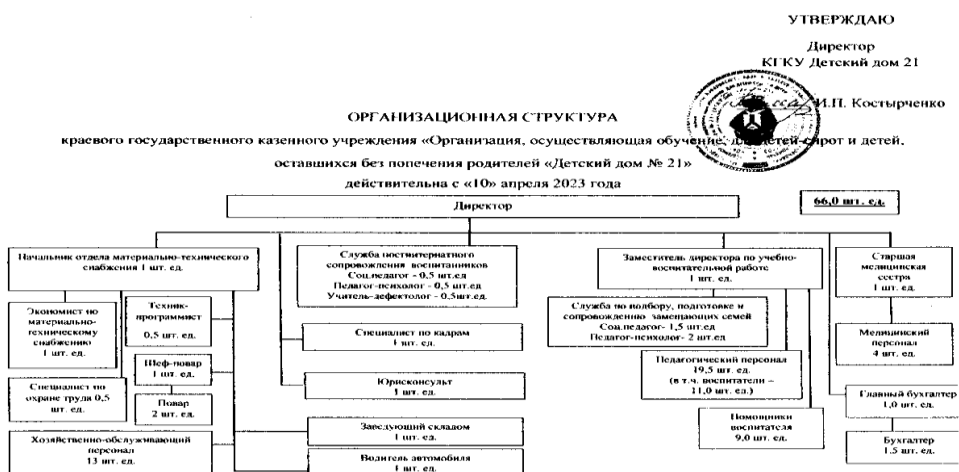 УТВЕРЖДАЮ
Директор
КГКУ Детский дом 21
И.П. Костырченко
ОРГАНИЗАЦИОННАЯ СТРУКТУРА
краевого государственного казенного учреждения «Организация, осуществляющая обучение, для детей-сирот и детей,
оставшихся без попечения родителей «Детский дом № 21»
действительна с «10» апреля 2023 года
Директор
66,0 шт. ед.
Начальник отдела материально-технического
снабжения 1 шт. ед.
Экономист по
материально-
техническому
снабжению
1 шт. ед.
Техник-
программист
0,5 шт. ед.
Шеф-повар
1 шт. ед.
Специалист по
охране труда 0,5
шт. ед.
Повар
2 шт. ед.
Хозяйственно-обслуживающий
персонал
13 шт. ед.
Служба постинтернатного
сопровождения воспитанников
Соц.педагог - 0,5 шт.ед
Педагог-психолог - 0,5 шт.ед
Учитель-дефектолог - 0,5шт.ед.
Специалист по кадрам
1 шт. ед.
Юрисконсульт
1 шт. ед.
Заведующий складом
1 шт. ед.
Водитель автомобиля
1 шт. ед.
Заместитель директора по учебно-
воспитательной работе
1 шт. ед.
Служба по подбору, подготовке и
сопровождению замещающих семей
Соц.педагог- 1,5 шт.ед
Педагог-психолог- 2 шт.ед
Педагогический персонал
19,5 шт. ед.
(в т.ч. воспитатели –
11,0 шт. ед.)
Помощники
воспитателя
9,0 шт. ед.
Старшая
медицинская
сестра
1 шт. ед.
Медицинский
персонал
4 шт. ед.
Главный бухгалтер
1,0 шт. ед.
Бухгалтер
1.5 шт. ед.